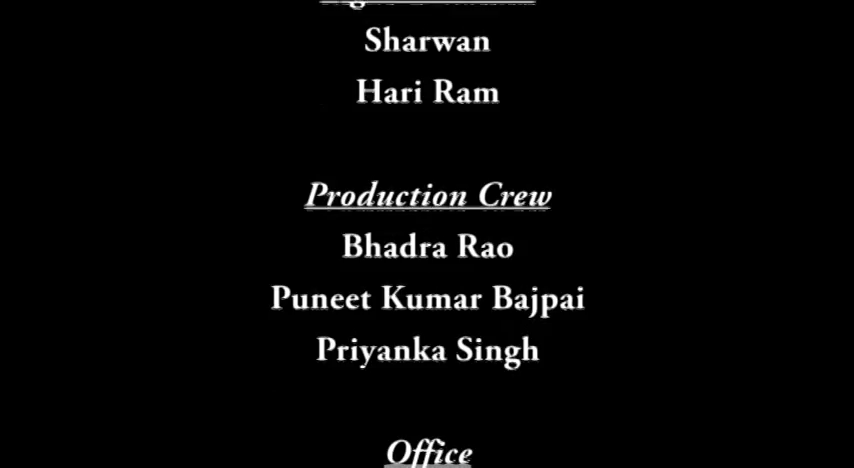 Sharwan
Hari Ram
Production Crew
Bhadra Rao
Puneet Kumar Bajpai
Priyanka Singh
Office